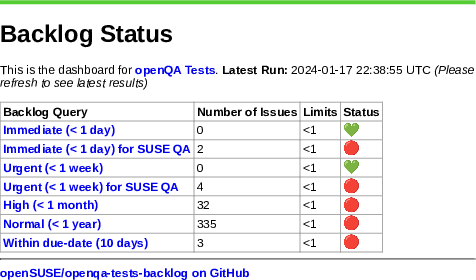 Backlog Status
This is the dashboard for openQA Tests. Latest Run: 2024-01-17 22:38:55 UTC (Please
refresh to see latest results)
Backlog Query Number of Issues Limits Status
Immediate (< 1 day) 0 <1 💚
Immediate (< 1 day) for SUSE QA 2 <1 🔴
Urgent (< 1 week) 0 <1 💚
Urgent (< 1 week) for SUSE QA 4 <1 🔴
High (< 1 month) 32 <1 🔴
Normal (< 1 year) 335 <1 🔴
Within due-date (10 days) 3 <1 🔴
openSUSE/openqa-tests-backlog on GitHub